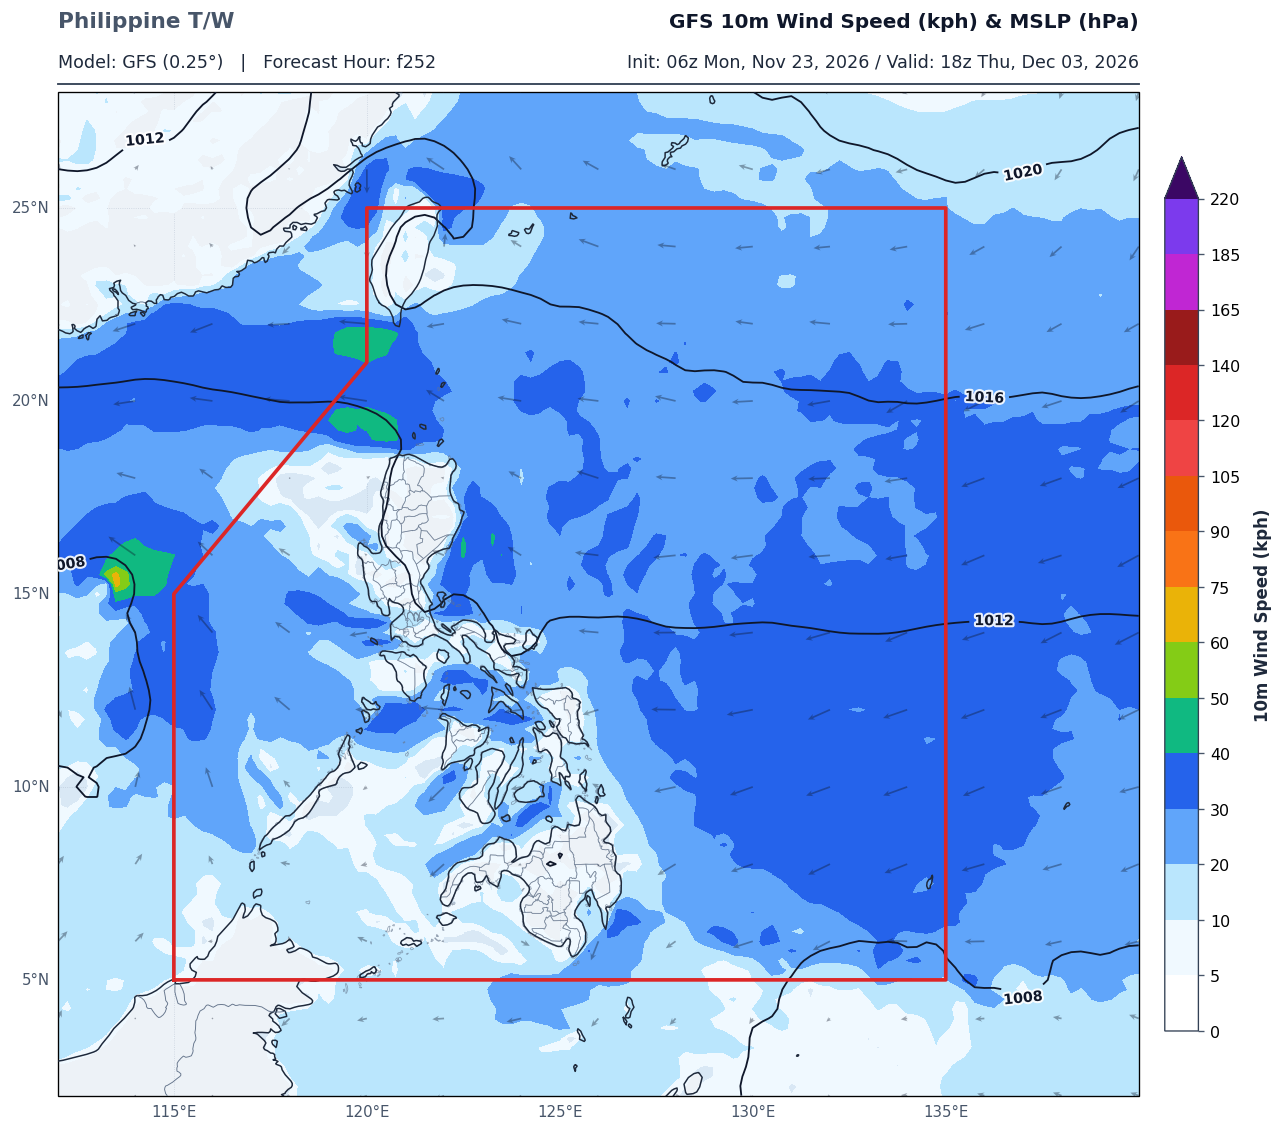 Philippine T/W
GFS 10m Wind Speed (kph) & MSLP (hPa)
Model: GFS (0.25°) | Forecast Hour: f252
Init: 06z Mon, Nov 23, 2026 / Valid: 18z Thu, Dec 03, 2026
1012
1020
1016
008
1012
1008
25°N
20°N
15°N
10°N
5°N
115°E
120°E
125°E
130°E
135°E
220
185
165
140
120
105
90
75
60
50
40
30
20
10
5
0
10m Wind Speed (kph)